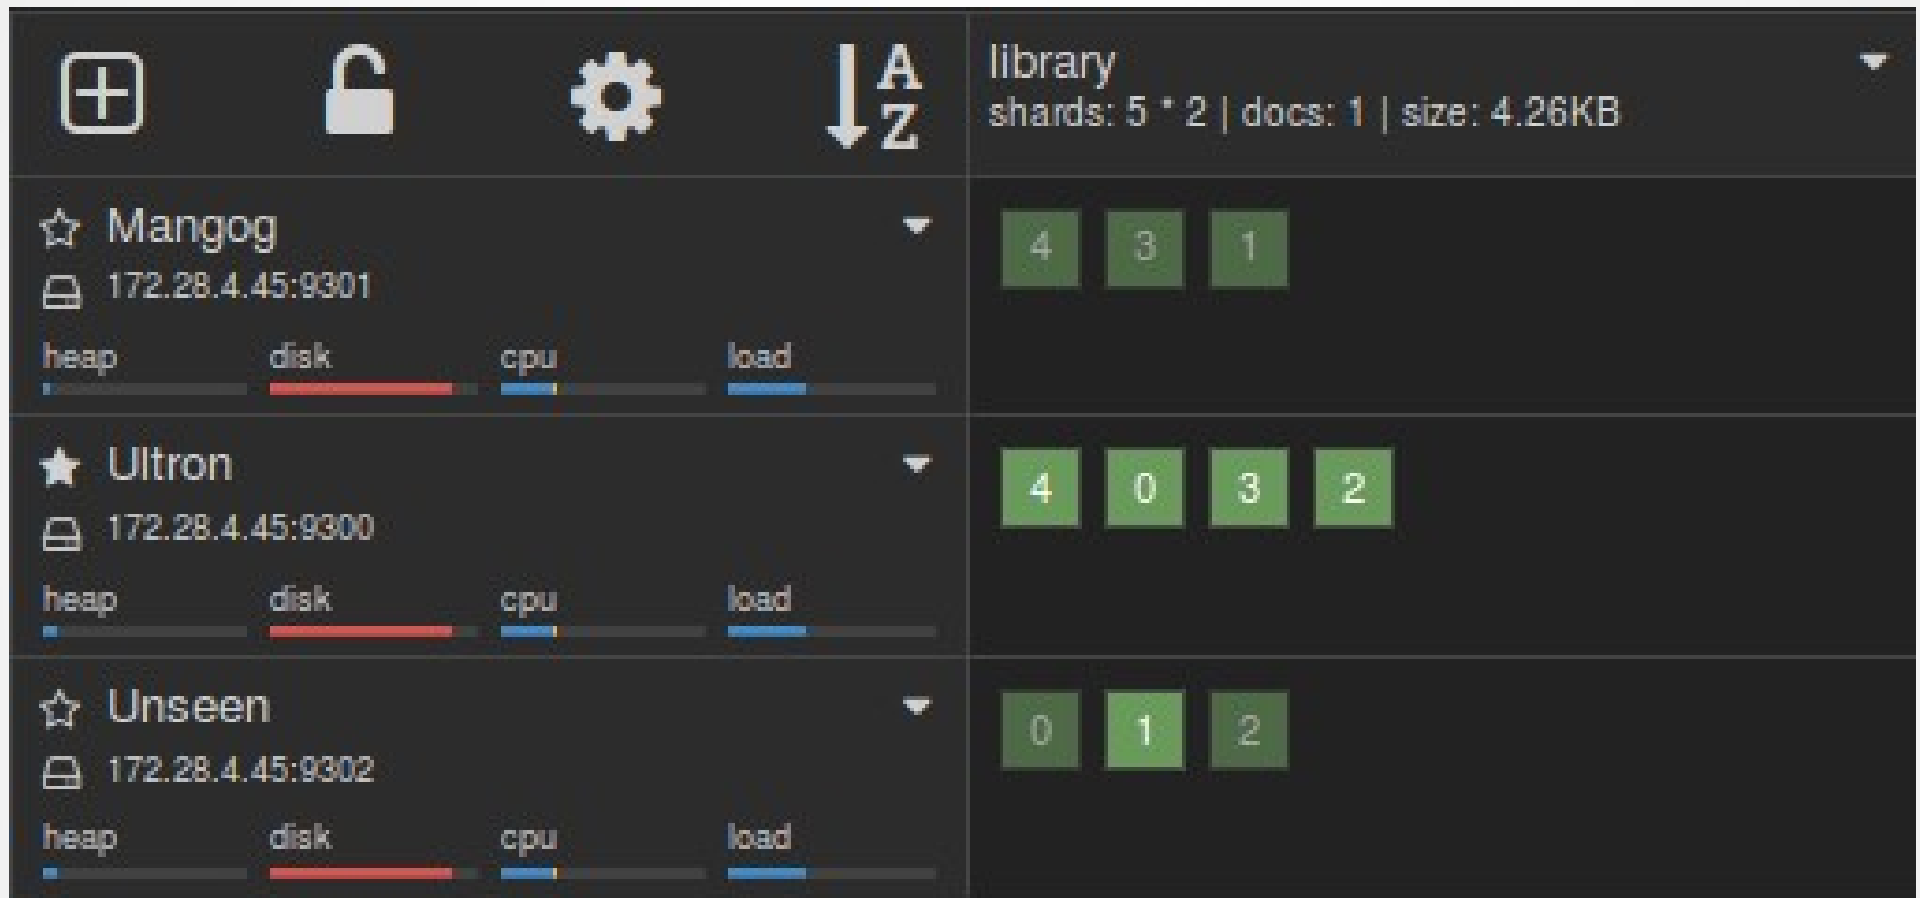 A
Z
library
shards: 5 * 2 | docs: 1 | size: 4.26KB
Mangog
172.28.4.45:9301
heap disk cpu load
4 3 1
Ultron
172.28.4.45:9300
heap disk cpu load
4 0 3 2
Unseen
172.28.4.45:9302
heap disk cpu load
0 1 2